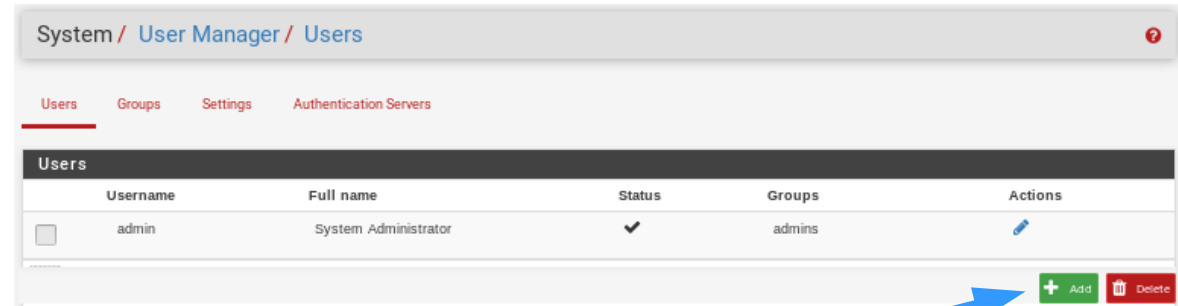 System / User Manager / Users
Users Groups Settings Authentication Servers
Users
Username Full name Status Groups Actions
admin System Administrator admins
Add Delete